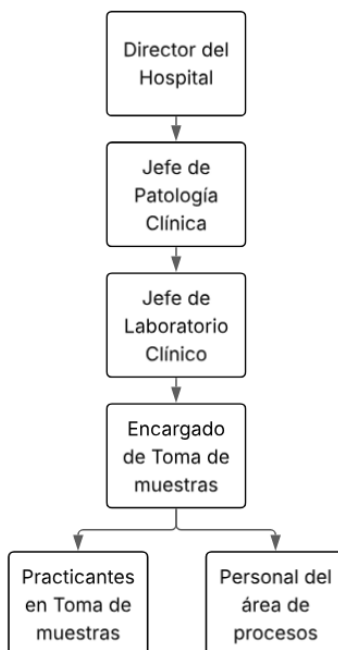 Director del
Hospital
Jefe de
Patología
Clínica
Jefe de
Laboratorio
Clínico
Encargado
de Toma de
muestras
Practicantes
en Toma de
muestras
Personal del
área de
procesos